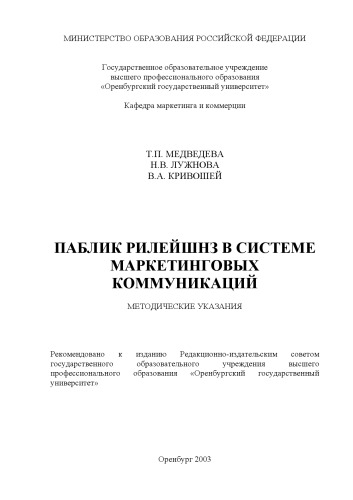 МИНИСТЕРСТВО ОБРАЗОВАНИЯ РОССИЙСКОЙ ФЕДЕРАЦИИ
Государственное образовательное учреждение
высшего профессионального образования
«Оренбургский государственный университет»
Кафедра маркетинга и коммерции
Т.П. МЕДВЕДЕВА
Н.В. ЛУЖНОВА
В.А. КРИВОШЕЙ
ПАБЛИК РИЛЕЙШНЗ В СИСТЕМЕ
МАРКЕТИНГОВЫХ
КОММУНИКАЦИЙ
МЕТОДИЧЕСКИЕ УКАЗАНИЯ
Рекомендовано к изданию Редакционно-издательским советом
государственного образовательного учреждения высшего
профессионального образования «Оренбургский государственный
университет»
Оренбург 2003